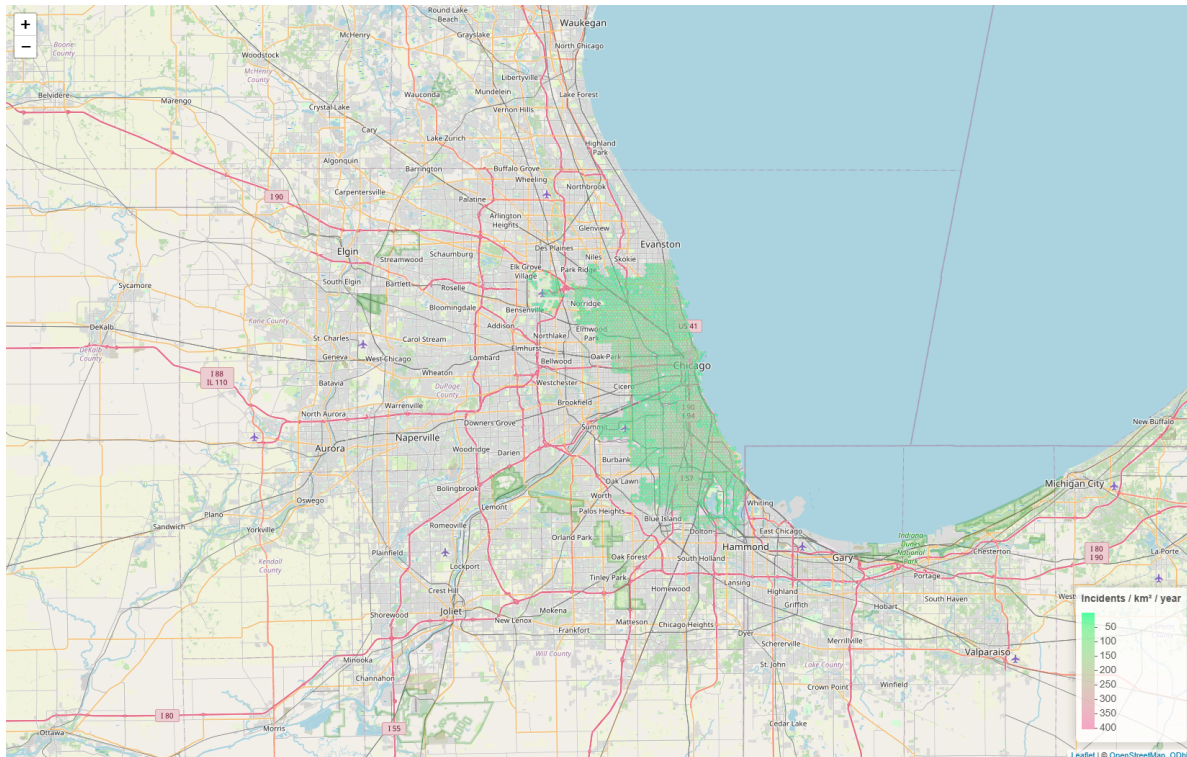 +
−
Round Lake
Beach
Waukegan
McHenry
Grayslake
North Chicago
Boone
County
Woodstock
McHenry
County
Libertyville
Belvidere
Marengo
Wauconda
Mundelein
Lake Forest
Crystal Lake
Vernon Hills
Cary
Lake Zurich
Highland
Park
Algonquin
Barrington
Buffalo Grove
Wheeling
Northbrook
Carpentersville
I 90
Palatine
Arlington
Heights
Glenview
Elgin
Schaumburg
Des Plaines
Evanston
Niles
Skokie
Streamwood
Elk Grove
Village
Park Ridge
Sycamore
South Elgin
Bartlett
Roselle
Bensenville
Norridge
Bloomingdale
DeKalb
DeKalb
County
Kane County
Addison
Elmwood
Park
US 41
St. Charles
Carol Stream
Northlake
Geneva
West Chicago
Lombard
Elmhurst
Oak Park
Bellwood
Chicago
I 88
IL 110
Wheaton
Batavia
DuPage
County
Westchester
Cicero
Brookfield
North Aurora
Warrenville
I 90
I 94
Aurora
Naperville
Downers Grove
Summit
Woodridge
Darien
Burbank
New Buffalo
Oswego
Bolingbrook
Oak Lawn
I 57
Michigan City
Plano
Lemont
Worth
Sandwich
Yorkville
Romeoville
Palos Heights
Blue Island
Whiting
Dolton
East Chicago
Plainfield
Orland Park
Hammond
Indiana
Dunes
National
Park
Chesterton
I 80
I 90
La Porte
Kendall
County
Lockport
Oak Forest
South Holland
Gary
Crest Hill
Tinley Park
Homewood
Lansing
Highland
Portage
Griffith
South Haven
Joliet
Mokena
Hobart
Shorewood
New Lenox
Matteson
Chicago Heights
Frankfort
Dyer
Schererville
Merrillville
Will County
Minooka
St. John
Lake County
Valparaiso
Channahon
Crown Point
Winfield
I 80
Morris
I 55
Cedar Lake
Ottawa
Incidents / km² / year
50
100
150
200
250
300
350
400
Leaflet | © OpenStreetMap, ODbL